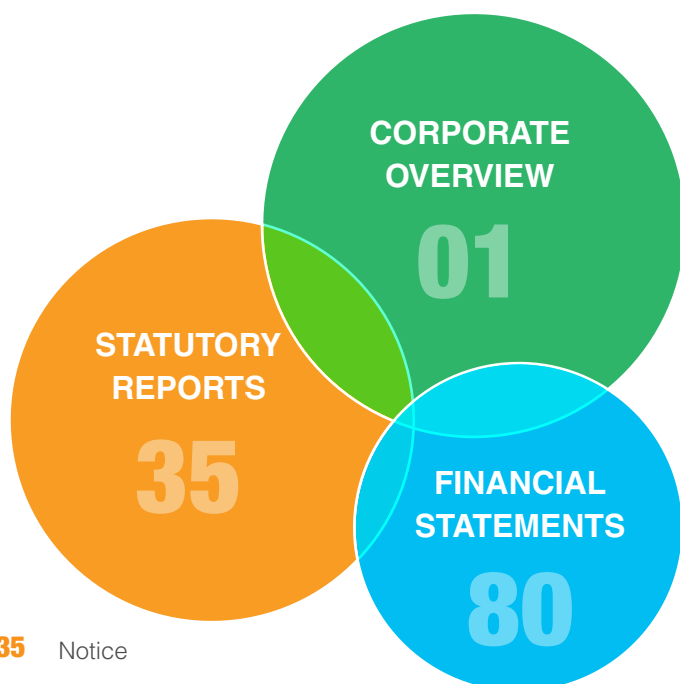 CORPORATE
OVERVIEW
01
STATUTORY
REPORTS
35
FINANCIAL
STATEMENTS
80
35 Notice